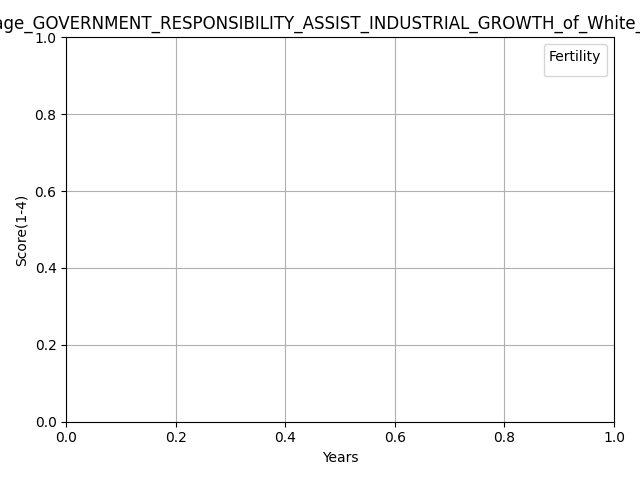 age_GOVERNMENT_RESPONSIBILITY_ASSIST_INDUSTRIAL_GROWTH_of_White_
Fertility
1.0
0.8
0.6
0.4
0.2
0.0
Score(1-4)
0.0 0.2 0.4 0.6 0.8 1.0
Years